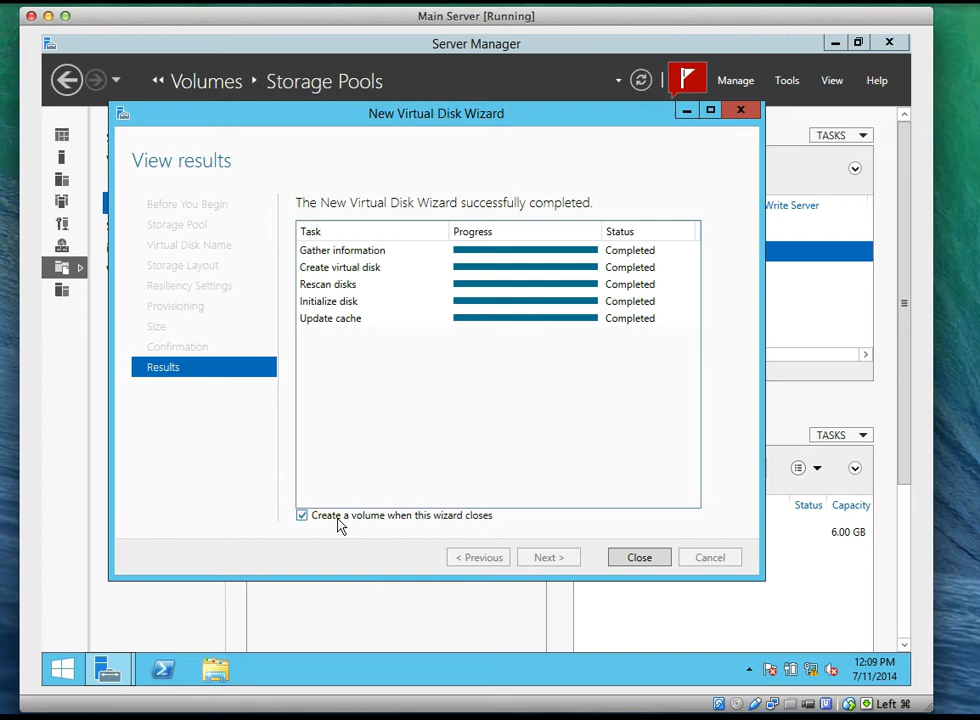 Main Server [Running]
Server Manager
Volumes Storage Pools
Manage Tools View Help
New Virtual Disk Wizard
TASKS
View results
Before You Begin
Storage Pool
Virtual Disk Name
Storage Layout
Resiliency Settings
Provisioning
Size
Confirmation
Results
The New Virtual Disk Wizard successfully completed.
Task Progress Status
Gather information Completed
Create virtual disk Completed
Rescan disks Completed
Initialize disk Completed
Update cache Completed
Create a volume when this wizard closes
< Previous Next > Close Cancel
Write Server
TASKS
Status Capacity
6.00 GB
12:09 PM
7/11/2014
Left ⌘